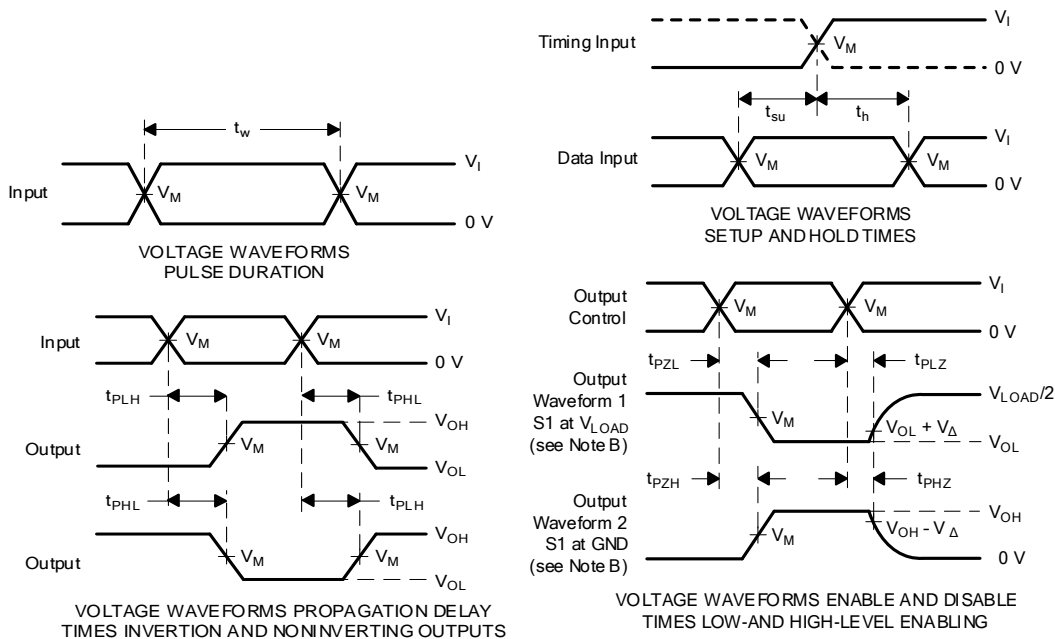 t_w
Input
V_M
V_M
V_I
0 V
VOLTAGE WAVEFORMS
PULSE DURATION
Timing Input
V_M
V_I
0 V
t_su
t_h
Data Input
V_M
V_M
V_I
0 V
VOLTAGE WAVEFORMS
SETUP AND HOLD TIMES
Input
V_M
V_M
V_I
0 V
t_PLH
t_PHL
Output
V_M
V_M
V_OH
V_OL
t_PHL
t_PLH
Output
V_M
V_M
V_OH
V_OL
VOLTAGE WAVEFORMS PROPAGATION DELAY
TIMES INVERTION AND NONINVERTING OUTPUTS
Output
Control
V_M
V_M
V_I
0 V
t_PZL
t_PLZ
Output
Waveform 1
S1 at V_LOAD
(see Note B)
V_M
V_OL + V_Δ
V_LOAD/2
V_OL
t_PZH
t_PHZ
Output
Waveform 2
S1 at GND
(see Note B)
V_M
V_OH - V_Δ
V_OH
0 V
VOLTAGE WAVEFORMS ENABLE AND DISABLE
TIMES LOW-AND HIGH-LEVEL ENABLING